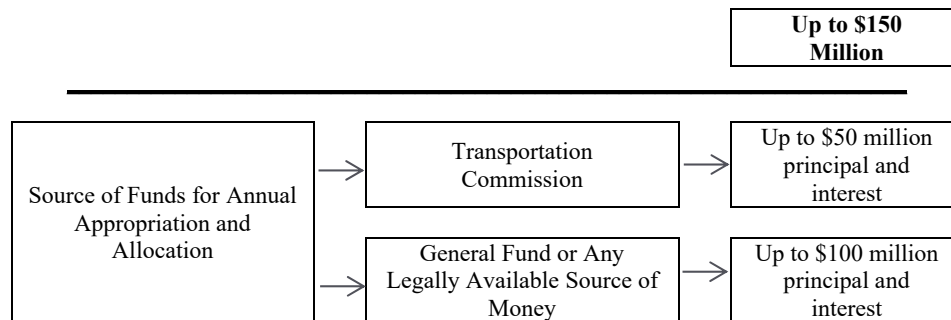 Up to $150
Million
Source of Funds for Annual
Appropriation and
Allocation
Transportation
Commission
Up to $50 million
principal and
interest
General Fund or Any
Legally Available Source of
Money
Up to $100 million
principal and
interest